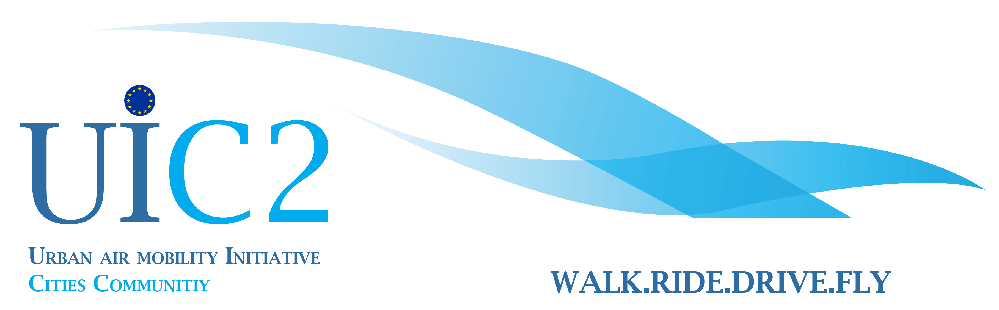 UiC2
Urban air mobility Initiative
Cities Communitiy
WALK.RIDE.DRIVE.FLY